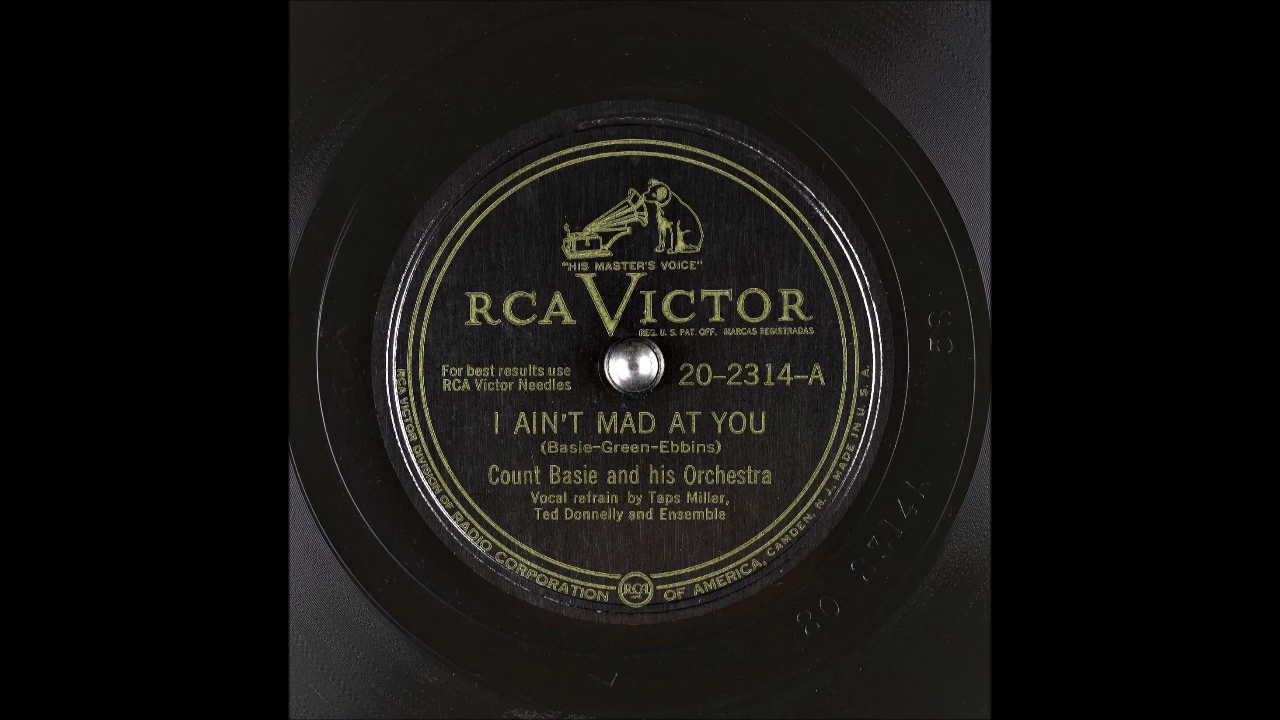 "HIS MASTER'S VOICE"
RCA VICTOR
REG. U. S. PAT. OFF. MARCAS REGISTRADAS
For best results use
RCA Victor Needles
20-2314-A
I AIN'T MAD AT YOU
(Basie-Green-Ebbins)
Count Basie and his Orchestra
Vocal refrain by Taps Miller,
Ted Donnelly and Ensemble
RCA VICTOR DIVISION OF RADIO CORPORATION OF AMERICA, CAMDEN, N. J., MADE IN U. S. A.
RCA